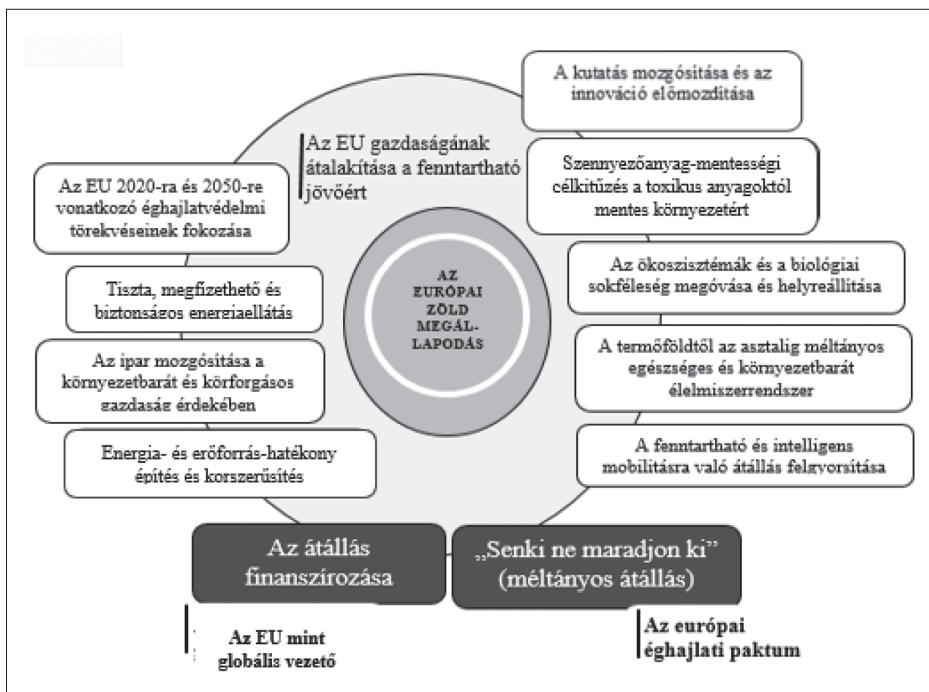 A kutatás mozgósítása és az
innováció előmozdítása
Az EU gazdaságának
átalakítása a fenntartható
jövőért
Szennyezőanyag-mentességi
célkitűzés a toxikus anyagoktól
mentes környezetért
Az EU 2020-ra és 2050-re
vonatkozó éghajlatvédelmi
törekvéseinek fokozása
Az ökoszisztémák és a biológiai
sokféleség megóvása és helyreállítása
Tiszta, megfizethető és
biztonságos energiaellátás
AZ
EURÓPAI
ZÖLD
MEGÁL-
LAPODÁS
A termőföldtől az asztalig méltányos
egészséges és környezetbarát
élelmiszerrendszer
Az ipar mozgósítása a
környezetbarát és körforgásos
gazdaság érdekében
A fenntartható és intelligens
mobilitásra való átállás felgyorsítása
Energia- és erőforrás-hatékony
építés és korszerűsítés
Az átállás
finanszírozása
„Senki ne maradjon ki”
(méltányos átállás)
Az EU mint
globális vezető
Az európai
éghajlati paktum